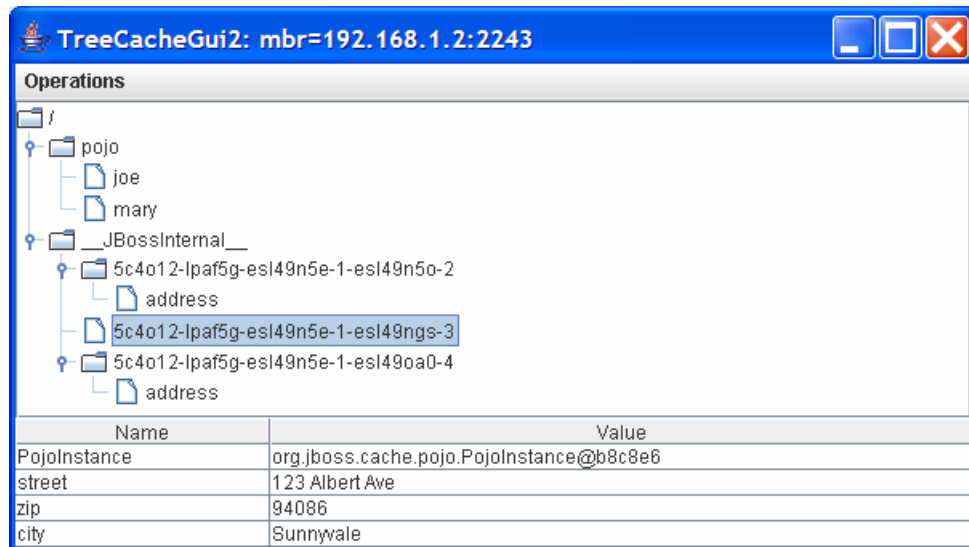 TreeCacheGui2: mbr=192.168.1.2:2243
Operations
/
pojo
joe
mary
__JBossInternal__
5c4o12-lpaf5g-esl49n5e-1-esl49n5o-2
address
5c4o12-lpaf5g-esl49n5e-1-esl49ngs-3
5c4o12-lpaf5g-esl49n5e-1-esl49oa0-4
address
Name Value
PojoInstance org.jboss.cache.pojo.PojoInstance@b8c8e6
street 123 Albert Ave
zip 94086
city Sunnyvale